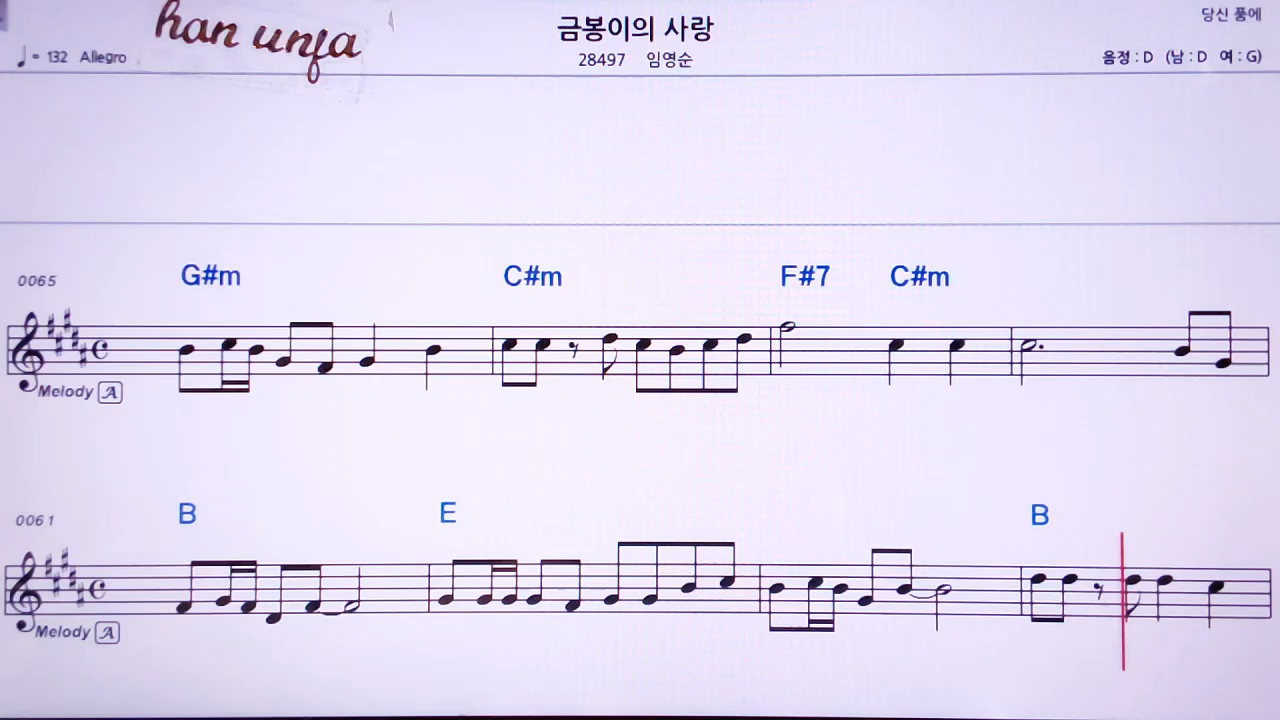 han unja
금봉이의 사랑
당신 품에
♩= 132 Allegro
28497 임영순
음정 : D (남 : D 여 : G)
0065
G#m C#m F#7 C#m
Melody A
0061
B E B
Melody A